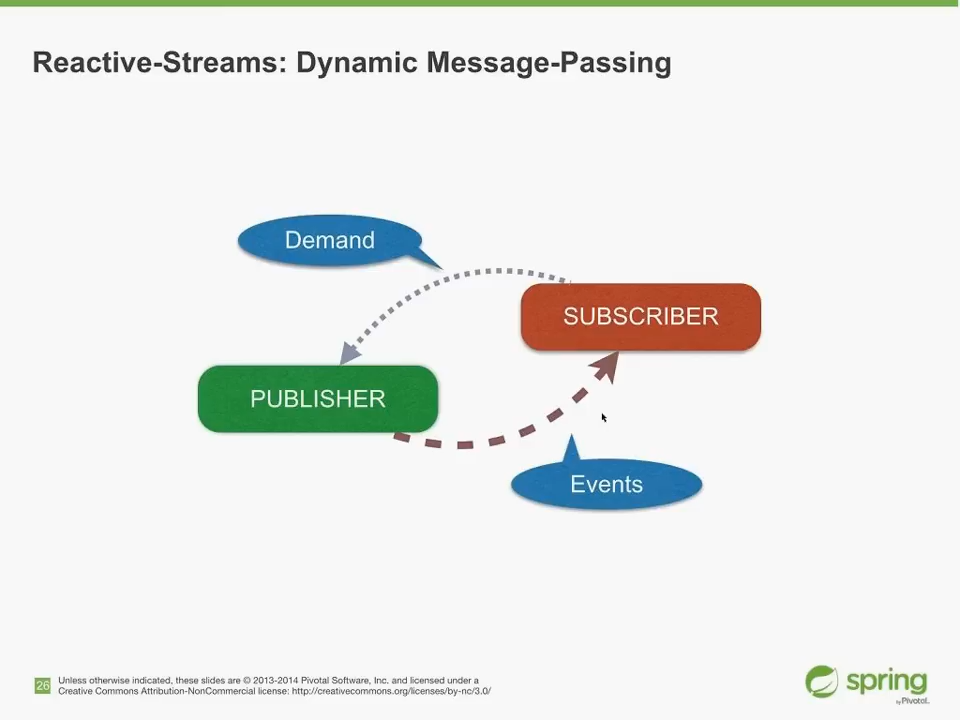 Reactive-Streams: Dynamic Message-Passing
Demand
SUBSCRIBER
PUBLISHER
Events
26
Unless otherwise indicated, these slides are © 2013-2014 Pivotal Software, Inc. and licensed under a
Creative Commons Attribution-NonCommercial license: http://creativecommons.org/licenses/by-nc/3.0/
spring
by Pivotal.